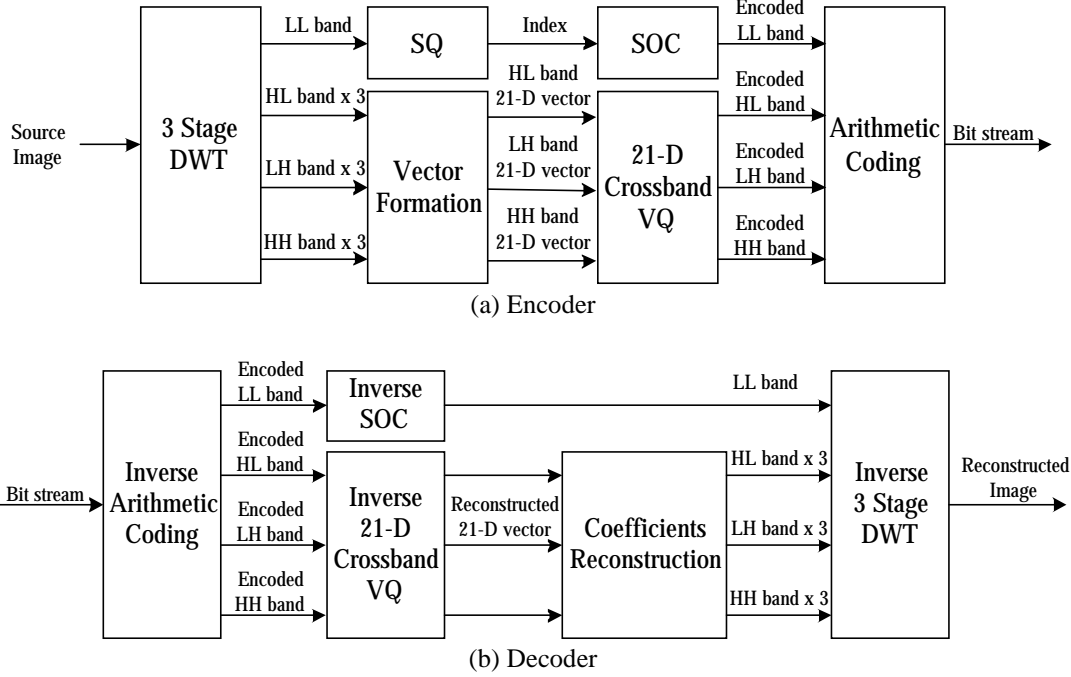 LL band
SQ
Index
SOC
Encoded
LL band
Source
Image
3 Stage
DWT
HL band x 3
LH band x 3
HH band x 3
Vector
Formation
HL band
21-D vector
LH band
21-D vector
HH band
21-D vector
21-D
Crossband
VQ
Encoded
HL band
Encoded
LH band
Encoded
HH band
Arithmetic
Coding
Bit stream
(a) Encoder
Bit stream
Inverse
Arithmetic
Coding
Encoded
LL band
Encoded
HL band
Encoded
LH band
Encoded
HH band
Inverse
SOC
Inverse
21-D
Crossband
VQ
Reconstructed
21-D vector
Coefficients
Reconstruction
LL band
HL band x 3
LH band x 3
HH band x 3
Inverse
3 Stage
DWT
Reconstructed
Image
(b) Decoder